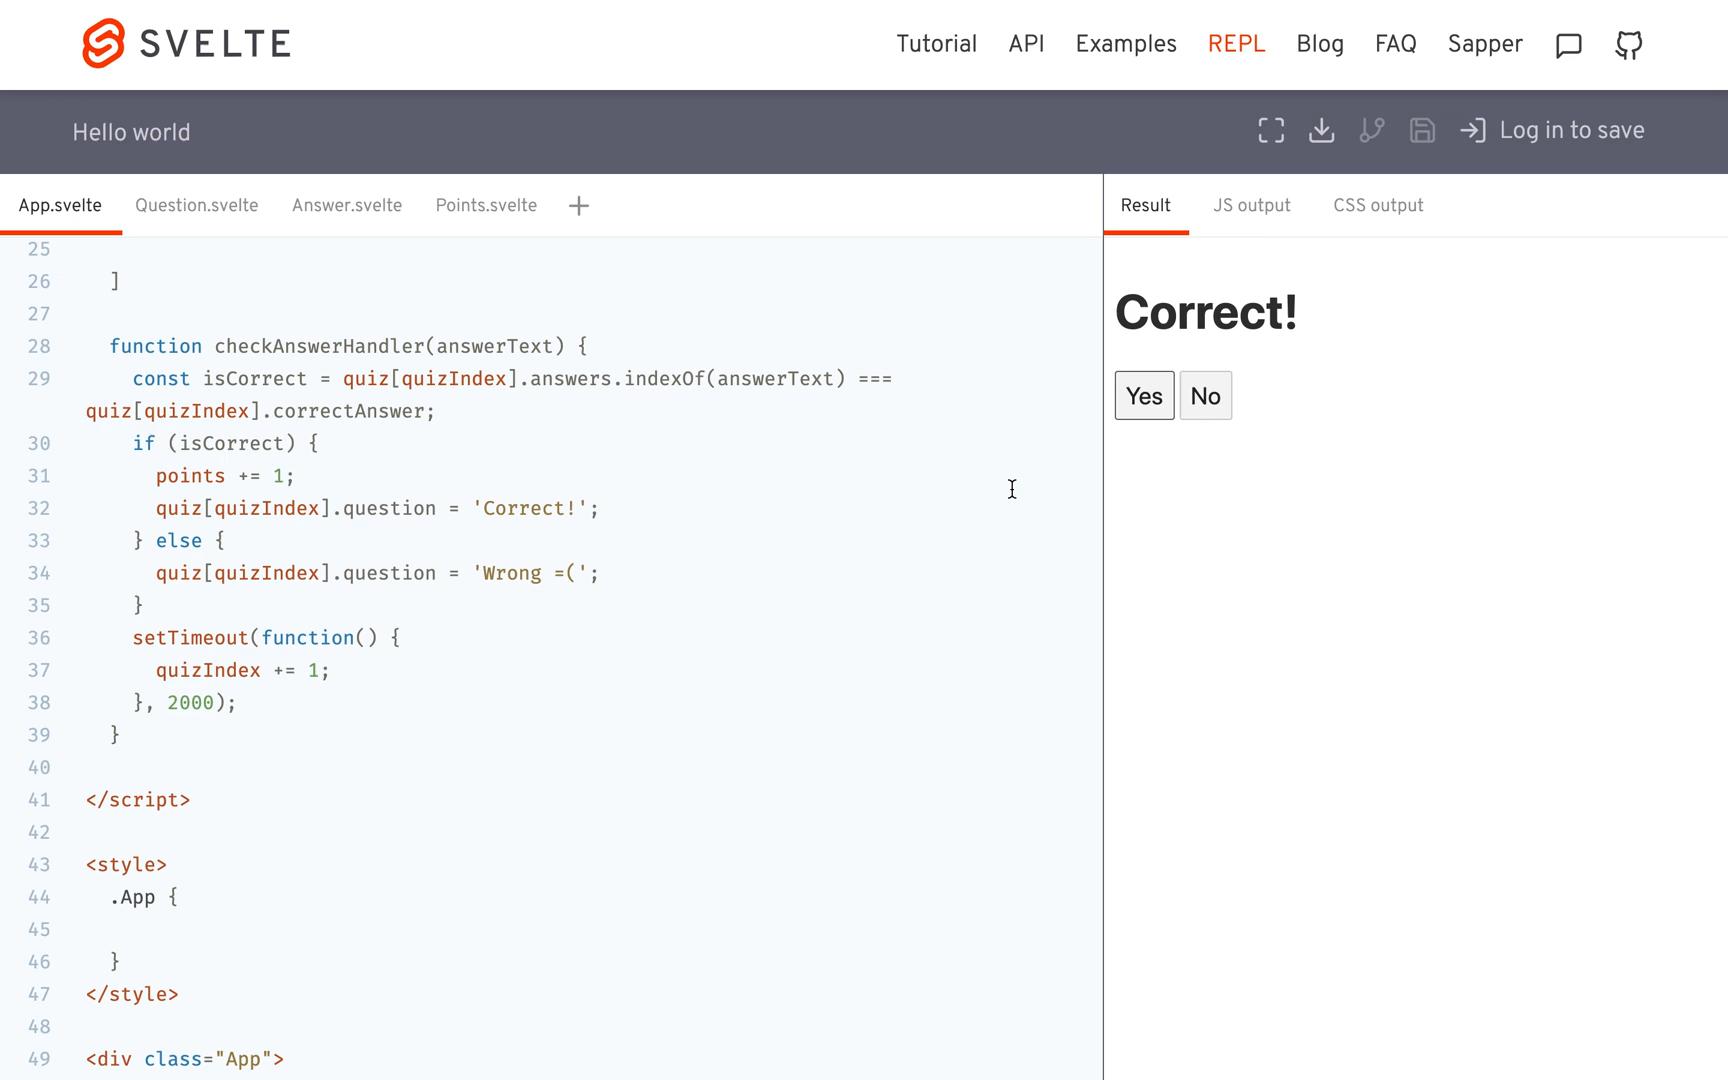 SVELTE
Tutorial API Examples REPL Blog FAQ Sapper
Hello world
Log in to save
App.svelte Question.svelte Answer.svelte Points.svelte +
Result JS output CSS output
25
26 ]
27
28 function checkAnswerHandler(answerText) {
29 const isCorrect = quiz[quizIndex].answers.indexOf(answerText) ===
quiz[quizIndex].correctAnswer;
30 if (isCorrect) {
31 points += 1;
32 quiz[quizIndex].question = 'Correct!';
33 } else {
34 quiz[quizIndex].question = 'Wrong =(';
35 }
36 setTimeout(function() {
37 quizIndex += 1;
38 }, 2000);
39 }
40
41 </script>
42
43 <style>
44 .App {
45
46 }
47 </style>
48
49 <div class="App">
Correct!
Yes No